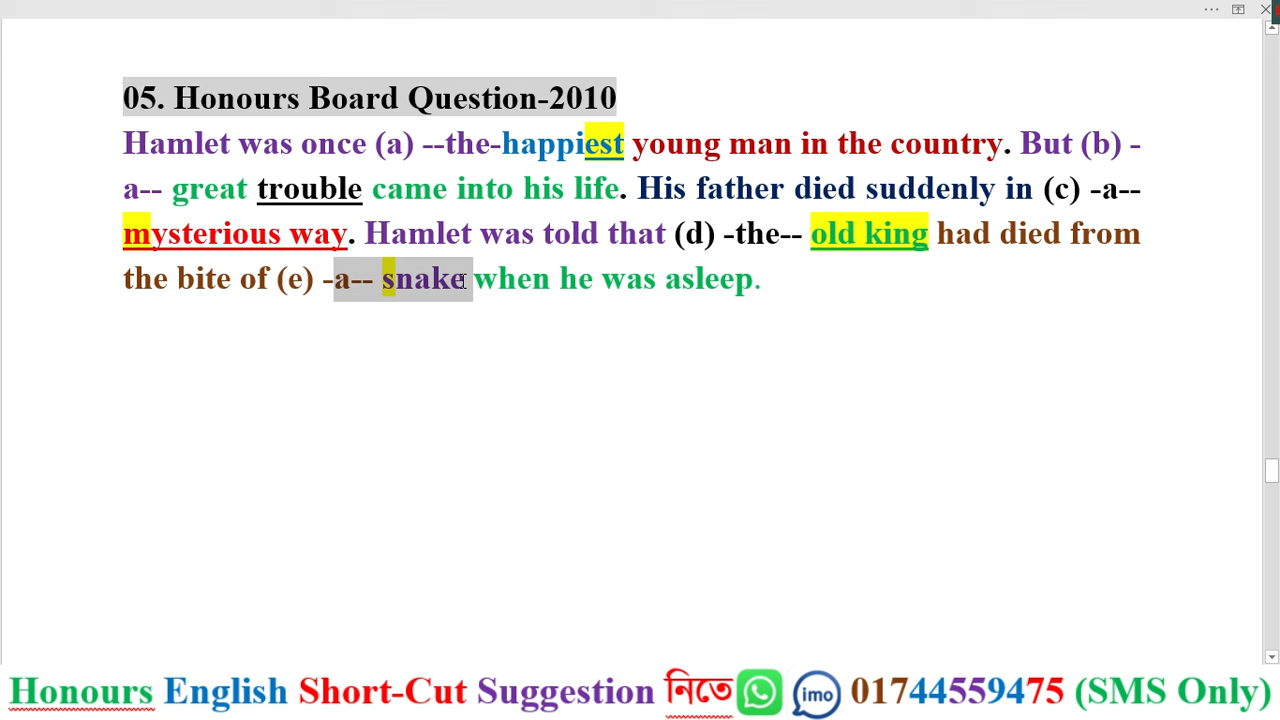 05. Honours Board Question-2010
Hamlet was once (a) --the-happiest young man in the country. But (b) -
a-- great trouble came into his life. His father died suddenly in (c) -a--
mysterious way. Hamlet was told that (d) -the-- old king had died from
the bite of (e) -a-- snake when he was asleep.
Honours English Short-Cut Suggestion নিতে imo 01744559475 (SMS Only)